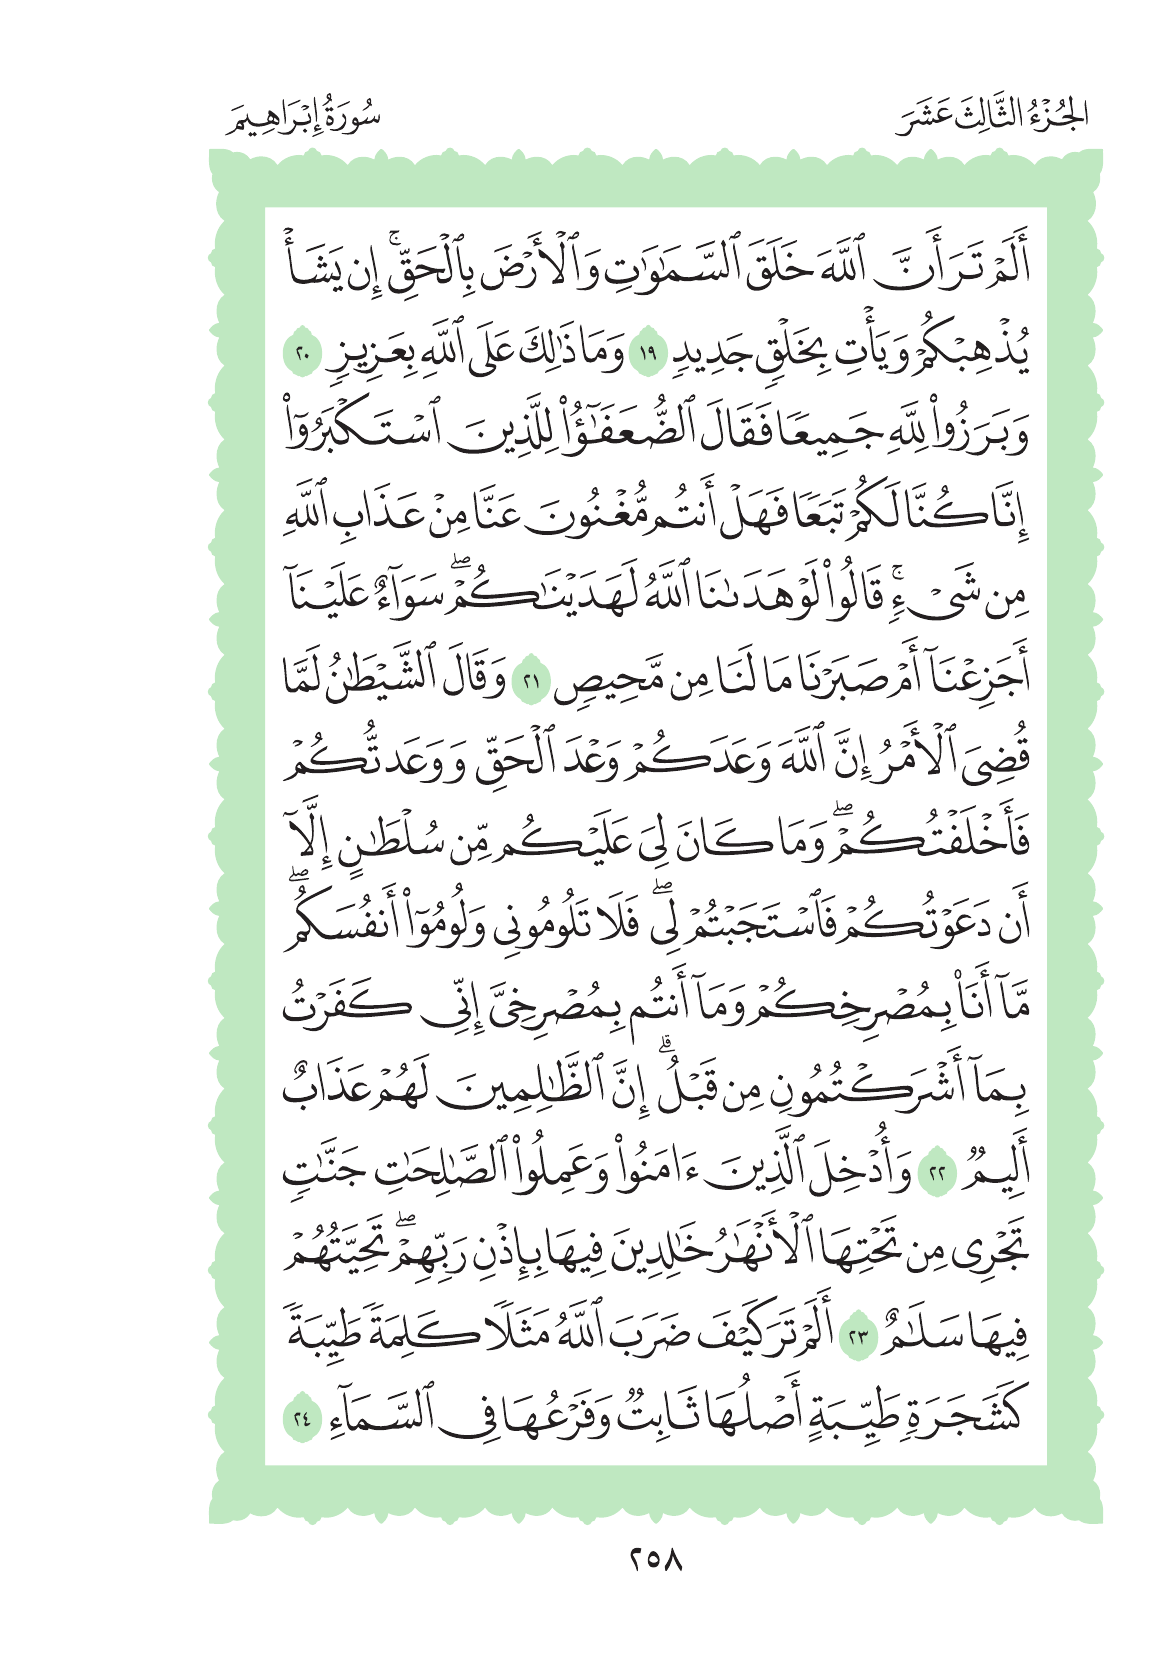 الجُزْءُ الثَّالِثَ عَشَرَ
سُورَةُ إِبْرَاهِيمَ
أَلَمْ تَرَ أَنَّ ٱللَّهَ خَلَقَ ٱلسَّمَٰوَٰتِ وَٱلْأَرْضَ بِٱلْحَقِّۚ إِن يَشَأْ
يُذْهِبْكُمْ وَيَأْتِ بِخَلْقٍ جَدِيدٍ ١٩ وَمَا ذَٰلِكَ عَلَى ٱللَّهِ بِعَزِيزٍ ٢٠
وَبَرَزُوا۟ لِلَّهِ جَمِيعًا فَقَالَ ٱلضُّعَفَٰٓؤُا۟ لِلَّذِينَ ٱسْتَكْبَرُوٓا۟
إِنَّا كُنَّا لَكُمْ تَبَعًا فَهَلْ أَنتُم مُّغْنُونَ عَنَّا مِنْ عَذَابِ ٱللَّهِ
مِن شَىْءٍۚ قَالُوا۟ لَوْ هَدَىٰنَا ٱللَّهُ لَهَدَيْنَٰكُمْۖ سَوَآءٌ عَلَيْنَآ
أَجَزِعْنَآ أَمْ صَبَرْنَا مَا لَنَا مِن مَّحِيصٍ ٢١ وَقَالَ ٱلشَّيْطَٰنُ لَمَّا
قُضِىَ ٱلْأَمْرُ إِنَّ ٱللَّهَ وَعَدَكُمْ وَعْدَ ٱلْحَقِّ وَوَعَدتُّكُمْ
فَأَخْلَفْتُكُمْۖ وَمَا كَانَ لِىَ عَلَيْكُم مِّن سُلْطَٰنٍ إِلَّآ
أَن دَعَوْتُكُمْ فَٱسْتَجَبْتُمْ لِىۖ فَلَا تَلُومُونِى وَلُومُوٓا۟ أَنفُسَكُمۖ
مَّآ أَنَا۠ بِمُصْرِخِكُمْ وَمَآ أَنتُم بِمُصْرِخِىَّ إِنِّى كَفَرْتُ
بِمَآ أَشْرَكْتُمُونِ مِن قَبْلُۗ إِنَّ ٱلظَّٰلِمِينَ لَهُمْ عَذَابٌ
أَلِيمٌ ٢٢ وَأُدْخِلَ ٱلَّذِينَ ءَامَنُوا۟ وَعَمِلُوا۟ ٱلصَّٰلِحَٰتِ جَنَّٰتٍ
تَجْرِى مِن تَحْتِهَا ٱلْأَنْهَٰرُ خَٰلِدِينَ فِيهَا بِإِذْنِ رَبِّهِمْۖ تَحِيَّتُهُمْ
فِيهَا سَلَٰمٌ ٢٣ أَلَمْ تَرَ كَيْفَ ضَرَبَ ٱللَّهُ مَثَلًا كَلِمَةً طَيِّبَةً
كَشَجَرَةٍ طَيِّبَةٍ أَصْلُهَا ثَابِتٌ وَفَرْعُهَا فِى ٱلسَّمَآءِ ٢٤
٢٥٨